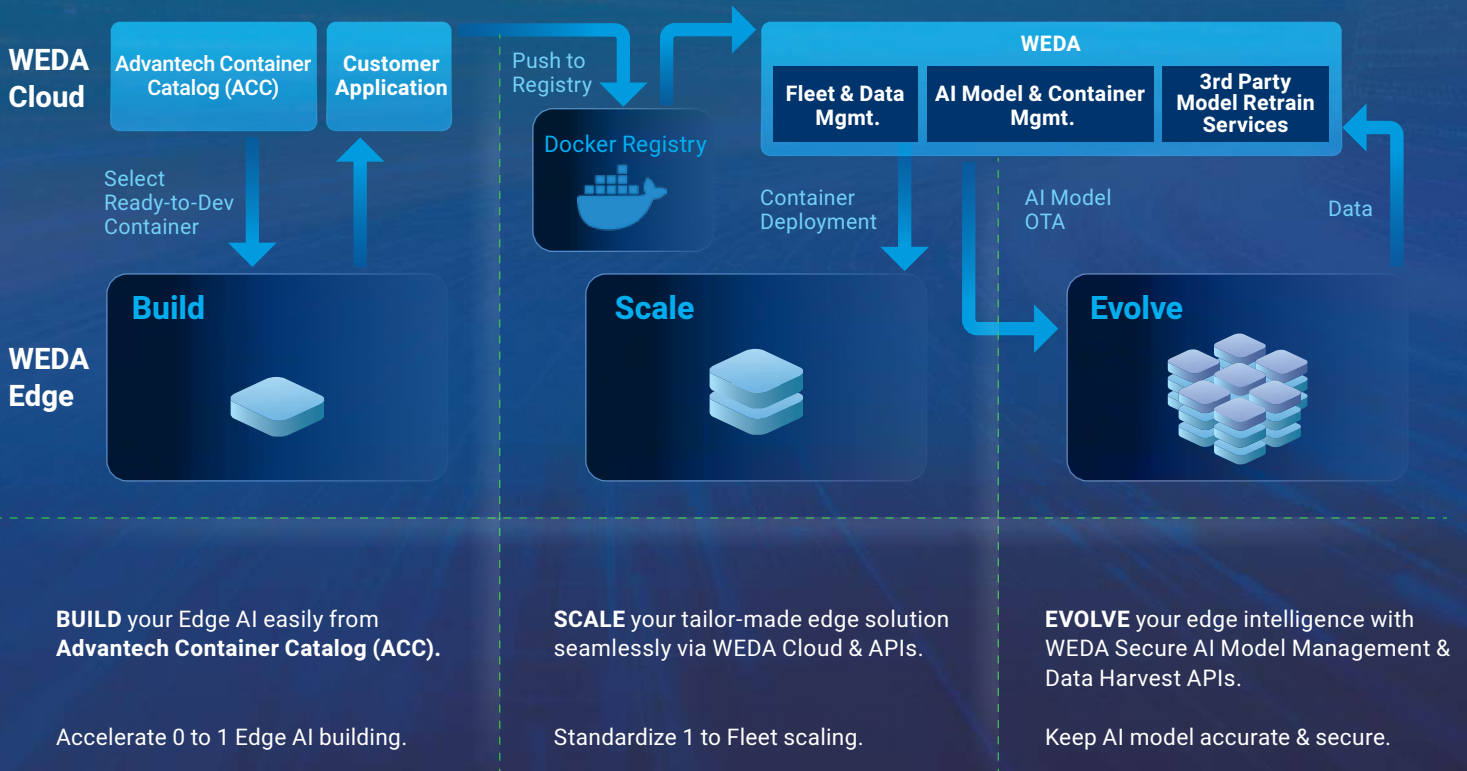 WEDA
Cloud
Advantech Container
Catalog (ACC)
Customer
Application
Push to
Registry
Docker Registry
WEDA
Fleet & Data
Mgmt.
AI Model & Container
Mgmt.
3rd Party
Model Retrain
Services
Select
Ready-to-Dev
Container
Container
Deployment
AI Model
OTA
Data
WEDA
Edge
Build
Scale
Evolve
BUILD your Edge AI easily from
Advantech Container Catalog (ACC).
Accelerate 0 to 1 Edge AI building.
SCALE your tailor-made edge solution
seamlessly via WEDA Cloud & APIs.
Standardize 1 to Fleet scaling.
EVOLVE your edge intelligence with
WEDA Secure AI Model Management &
Data Harvest APIs.
Keep AI model accurate & secure.